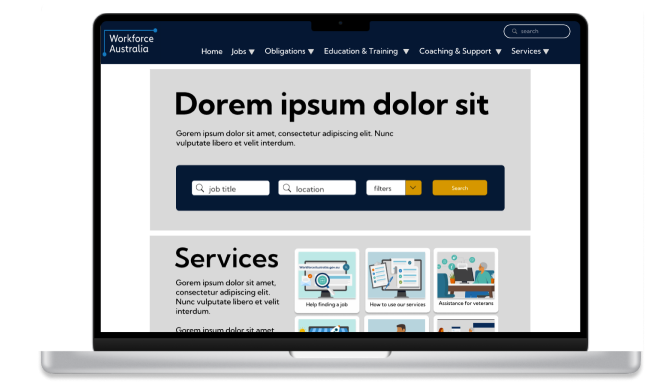 Workforce
Australia
search
Home Jobs ▼ Obligations ▼ Education & Training ▼ Coaching & Support ▼ Services ▼
Dorem ipsum dolor sit
Gorem ipsum dolor sit amet, consectetur adipiscing elit. Nunc
vulputate libero et velit interdum.
job title
location
filters
Search
Services
Gorem ipsum dolor sit amet,
consectetur adipiscing elit.
Nunc vulputate libero et velit
interdum.
Gorem ipsum dolor sit amet
WorkforceAustralia.gov.au
Help finding a job
How to use our services
Assistance for veterans